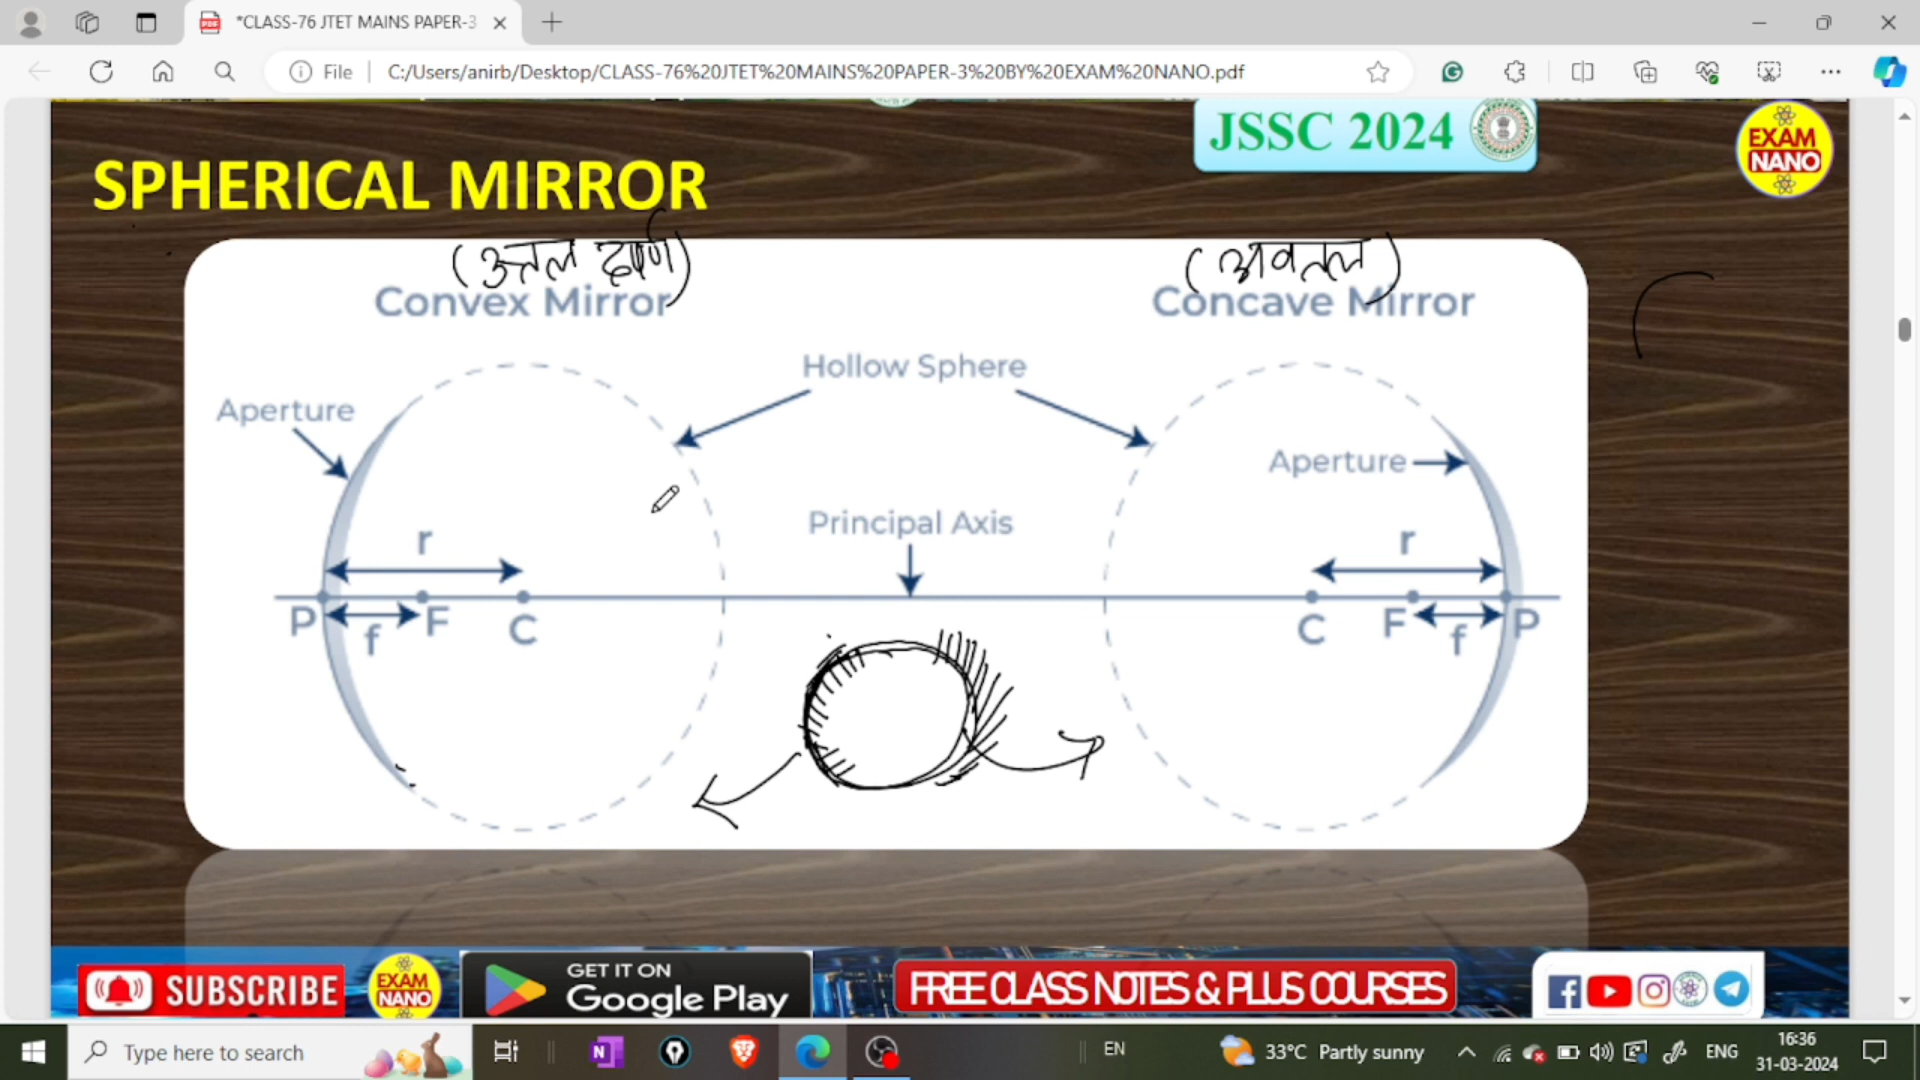 *CLASS-76 JTET MAINS PAPER-3
File
C:/Users/anirb/Desktop/CLASS-76%20JTET%20MAINS%20PAPER-3%20BY%20EXAM%20NANO.pdf
JSSC 2024
EXAM
NANO
SPHERICAL MIRROR
(उत्तल दर्पण)
(अवतल)
Convex Mirror
Concave Mirror
Hollow Sphere
Aperture
Aperture
Principal Axis
r
r
P
f
F
C
C
F
f
P
SUBSCRIBE
EXAM
NANO
GET IT ON
Google Play
FREE CLASS NOTES & PLUS COURSES
Type here to search
EN
33°C Partly sunny
ENG
16:36
31-03-2024